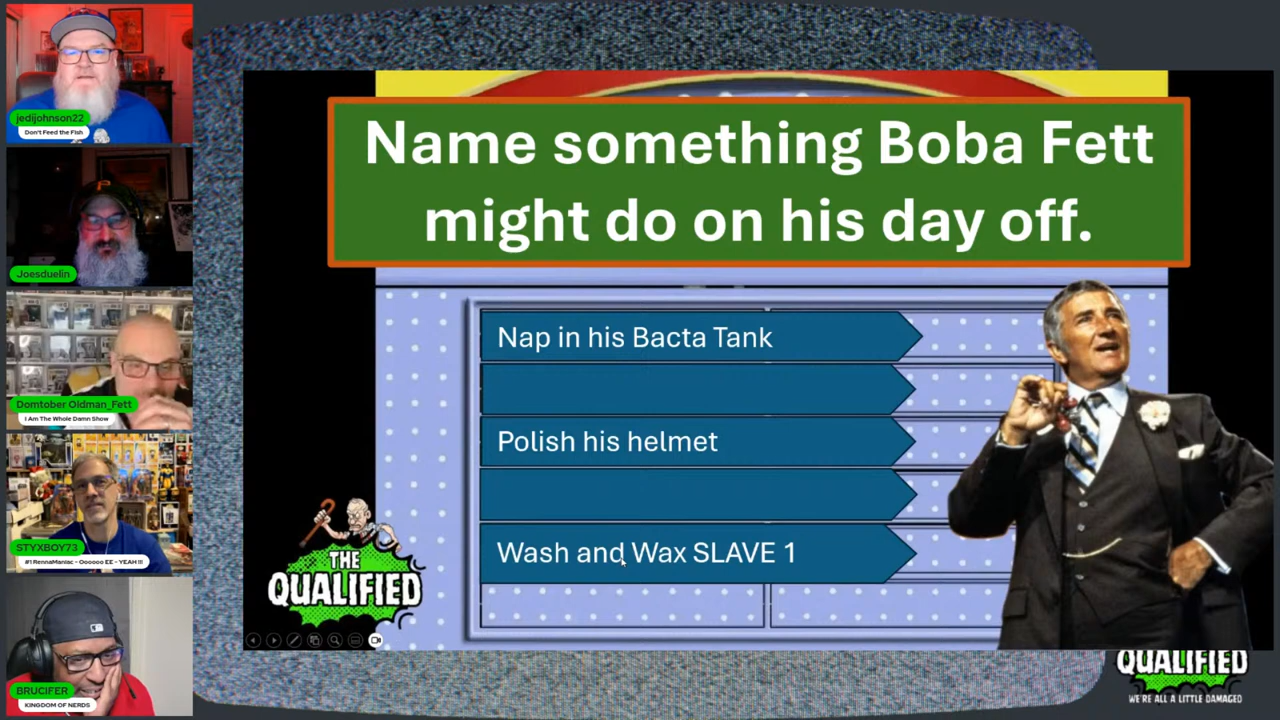 jedijohnson22
Don't Feed the Fish
Joesduelin
Domtober Oldman_Fett
I Am The Whole Damn Show
STYXBOY73
#1 RennaManiac - Oooooo EE - YEAH !!!
BRUCIFER
KINGDOM OF NERDS
Name something Boba Fett
might do on his day off.
Nap in his Bacta Tank
Polish his helmet
Wash and Wax SLAVE 1
THE
QUALIFIED
QUALIFIED
WE'RE ALL A LITTLE DAMAGED